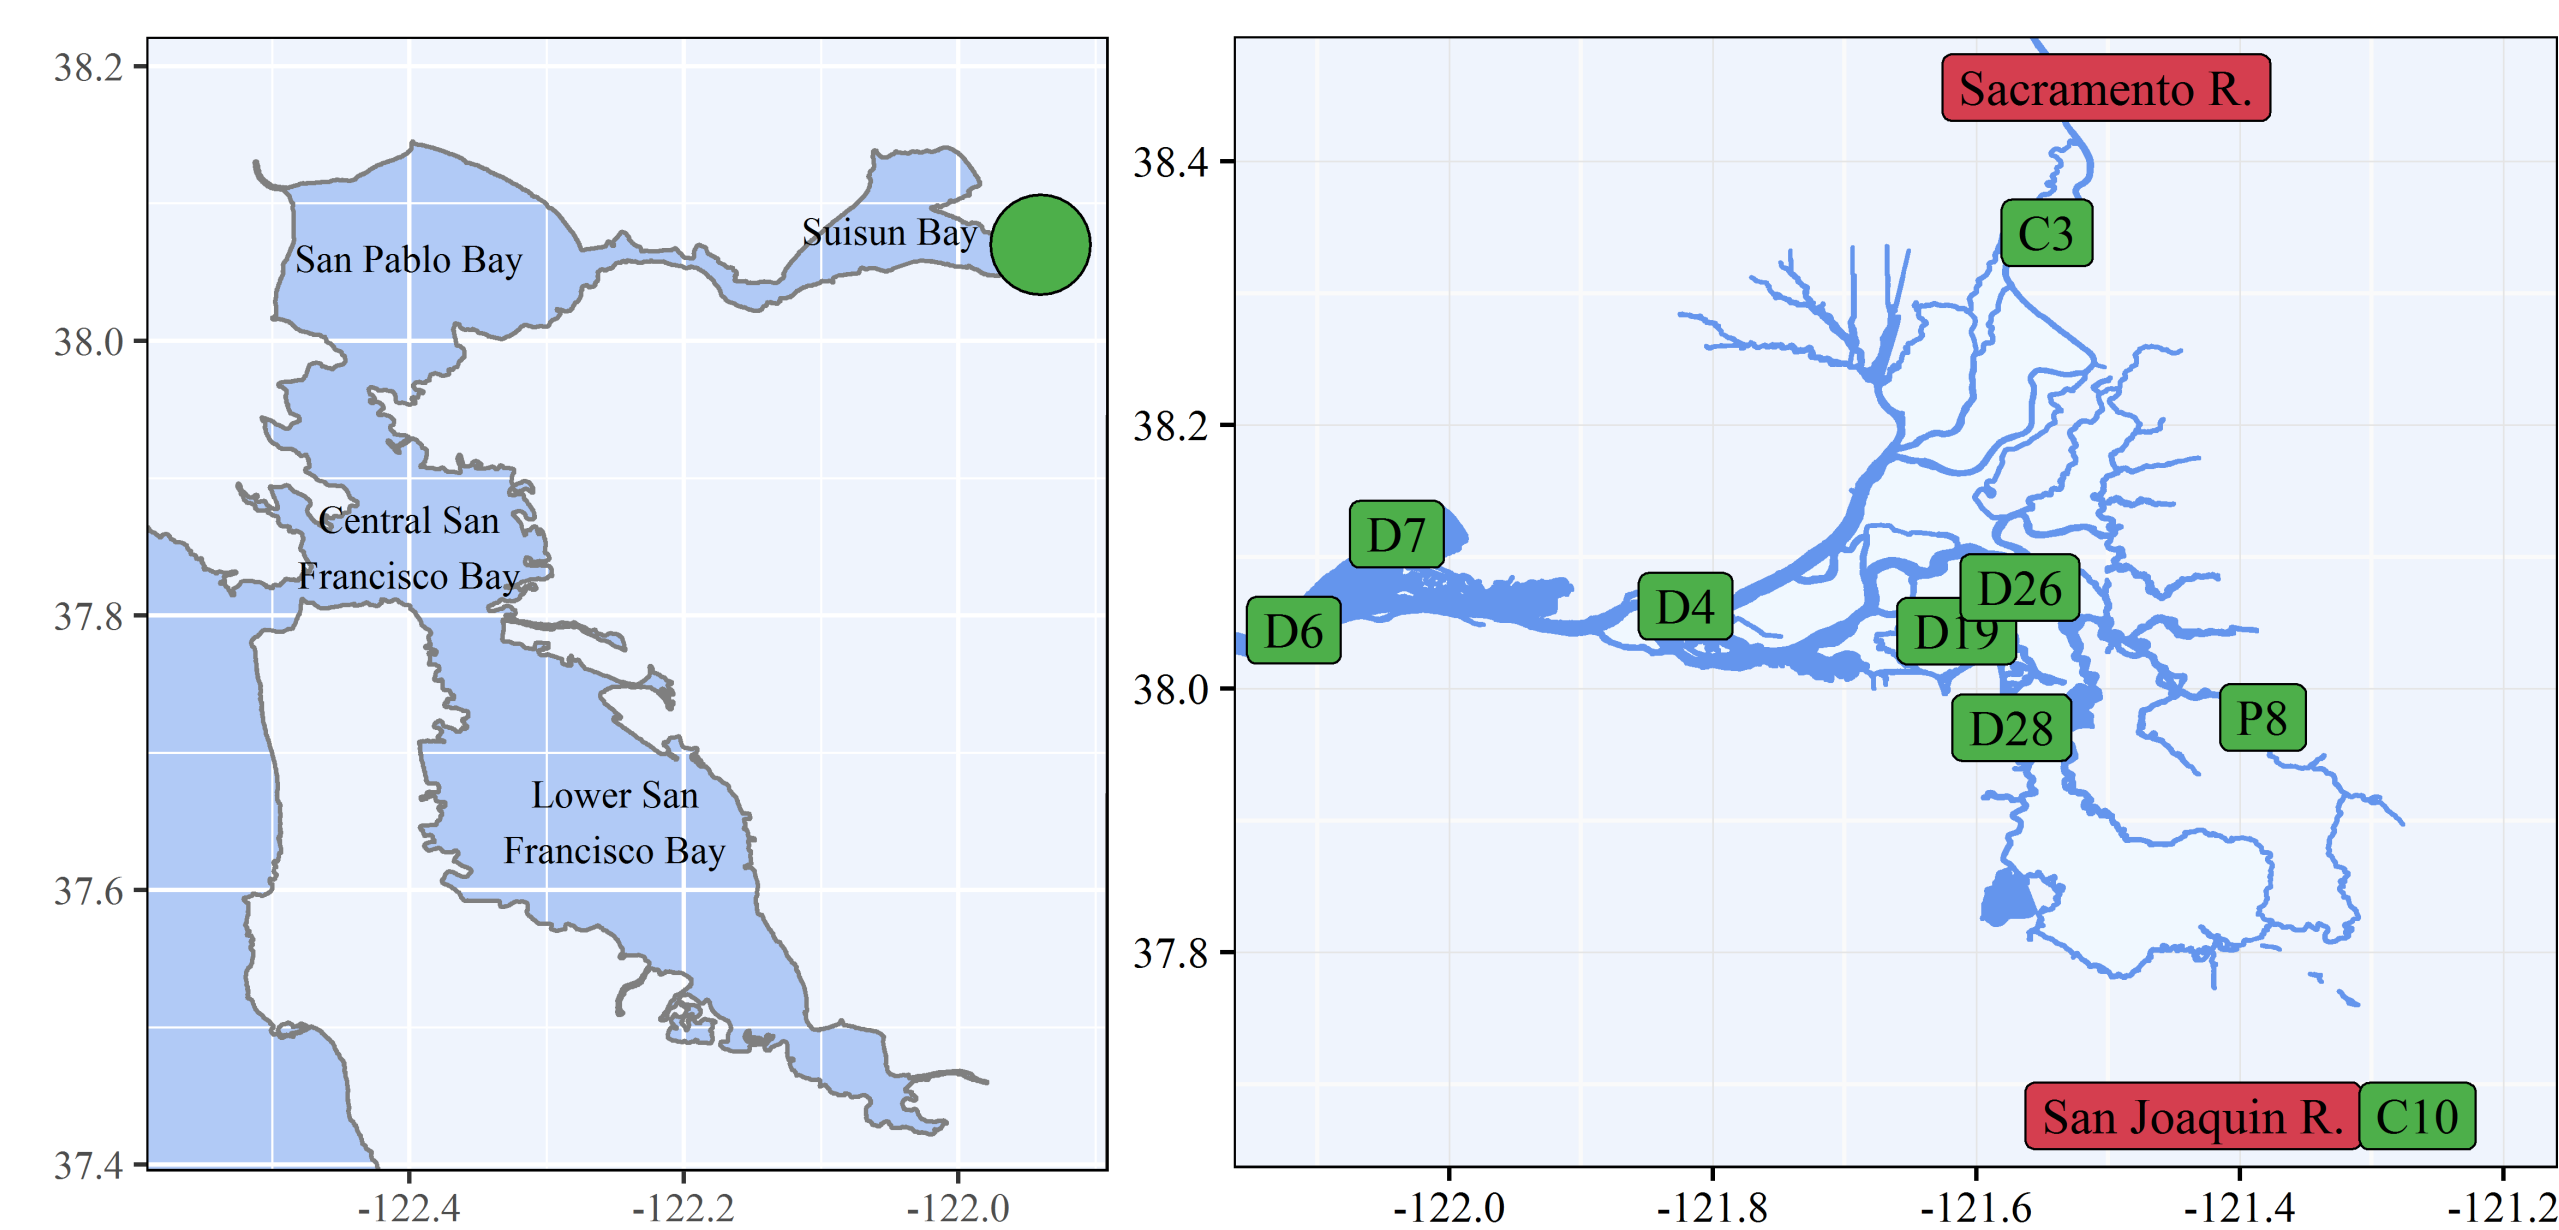 38.2
38.0
37.8
37.6
37.4
-122.4
-122.2
-122.0
San Pablo Bay
Suisun Bay
Central San
Francisco Bay
Lower San
Francisco Bay
38.4
38.2
38.0
37.8
-122.0
-121.8
-121.6
-121.4
-121.2
Sacramento R.
C3
D7
D6
D4
D26
D19
D28
P8
San Joaquin R.
C10